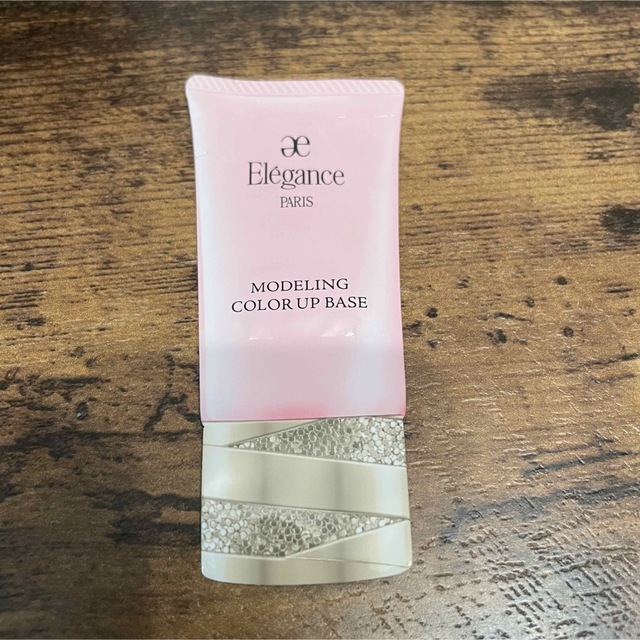 Elégance
PARIS
MODELING
COLOR UP BASE